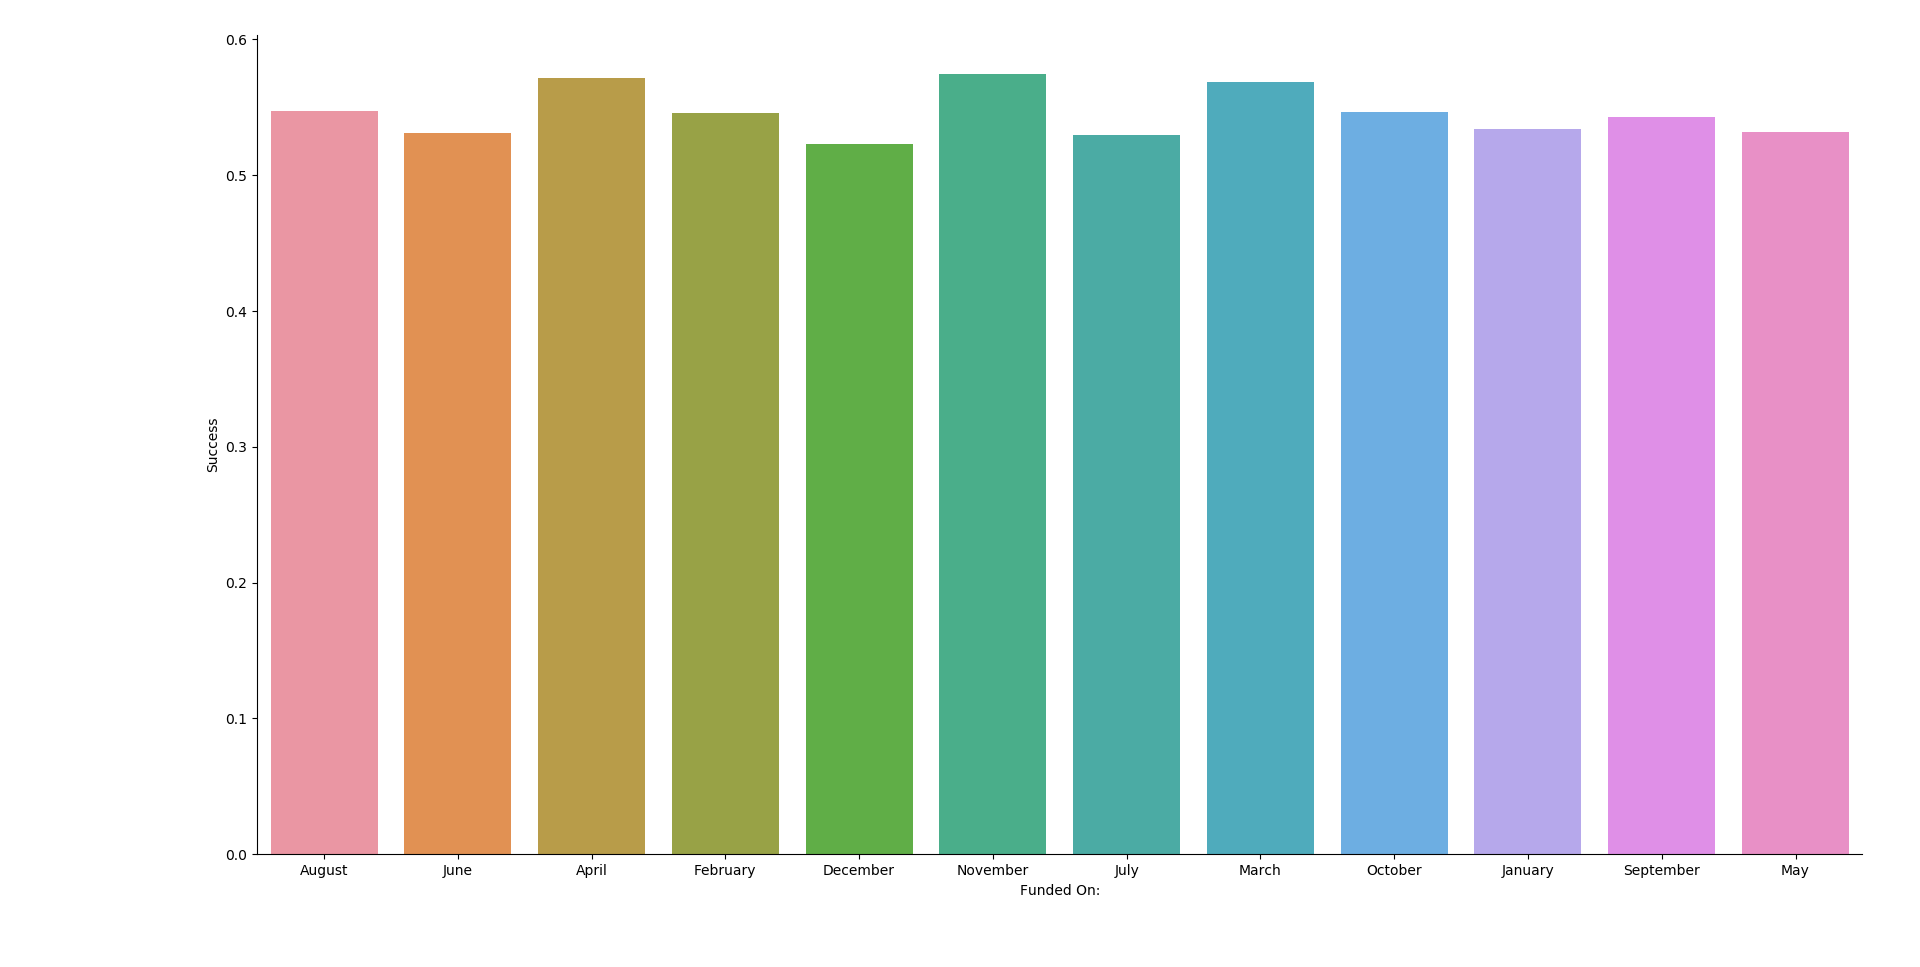 0.6
0.5
0.4
0.3
0.2
0.1
0.0
Success
August June April February December November July March October January September May
Funded On: